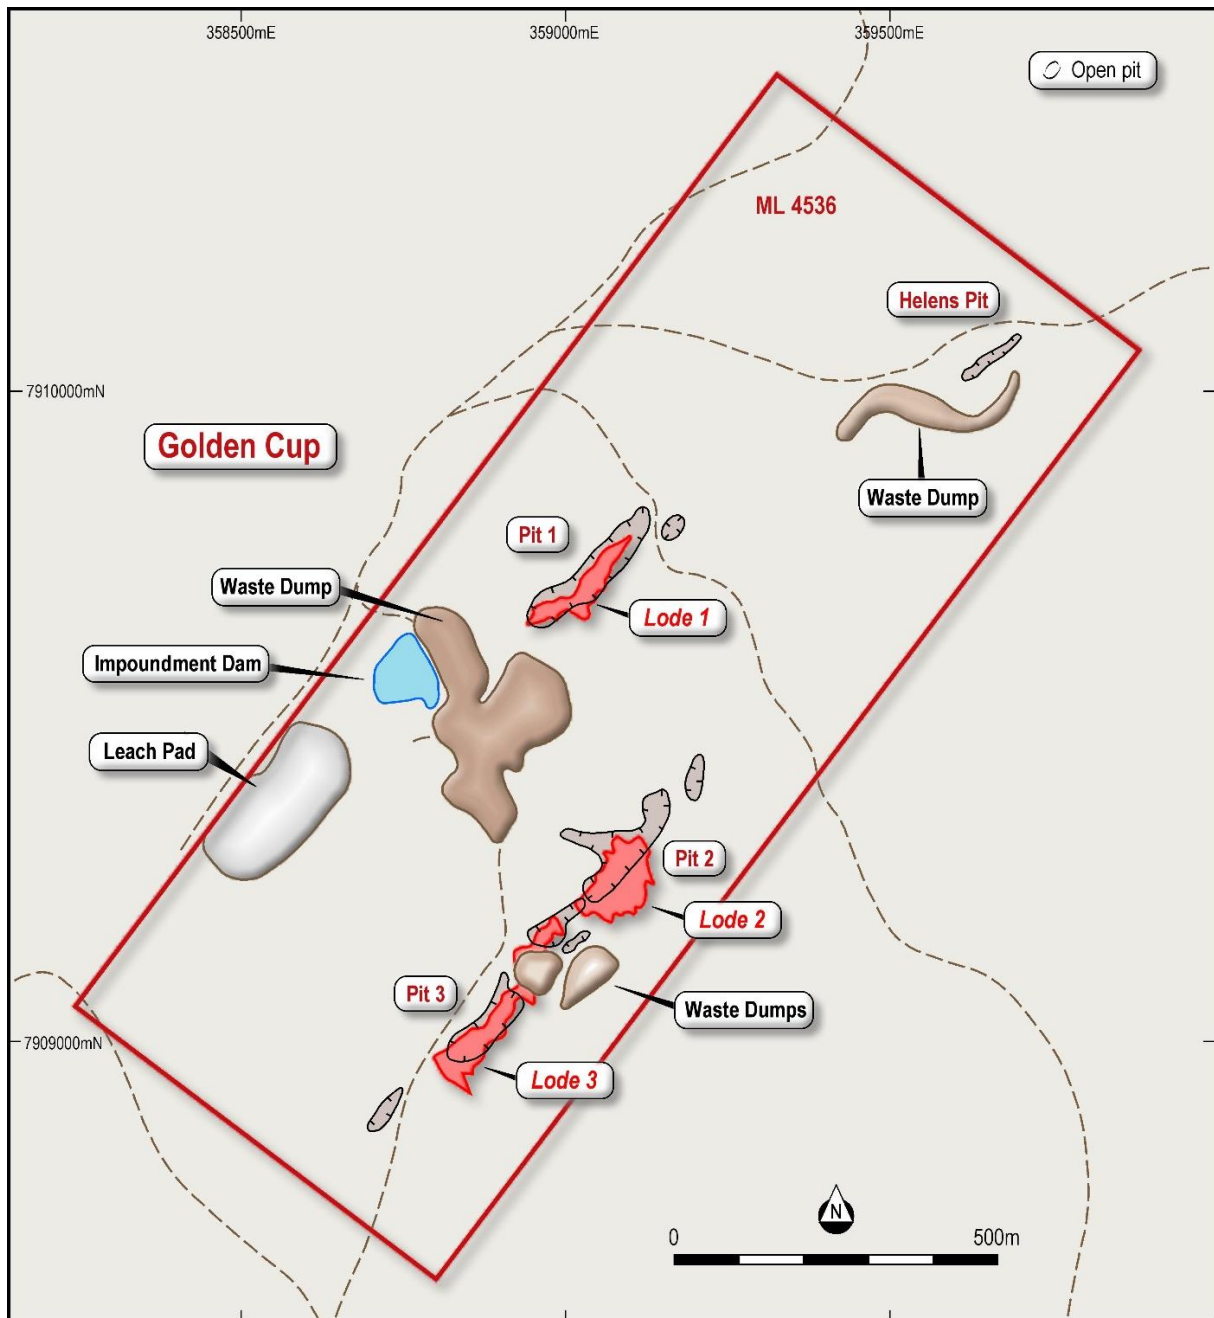 358500mE
359000mE
359500mE
Open pit
ML 4536
Helens Pit
7910000mN
Golden Cup
Waste Dump
Pit 1
Waste Dump
Lode 1
Impoundment Dam
Leach Pad
Pit 2
Lode 2
Pit 3
Waste Dumps
7909000mN
Lode 3
N
0
500m